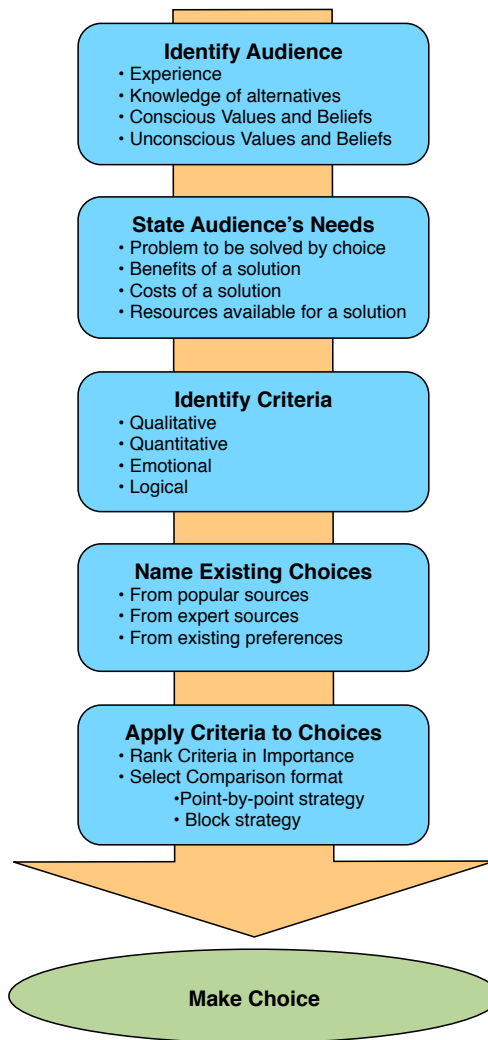 Identify Audience
• Experience
• Knowledge of alternatives
• Conscious Values and Beliefs
• Unconscious Values and Beliefs
State Audience's Needs
• Problem to be solved by choice
• Benefits of a solution
• Costs of a solution
• Resources available for a solution
Identify Criteria
• Qualitative
• Quantitative
• Emotional
• Logical
Name Existing Choices
• From popular sources
• From expert sources
• From existing preferences
Apply Criteria to Choices
• Rank Criteria in Importance
• Select Comparison format
•Point-by-point strategy
• Block strategy
Make Choice